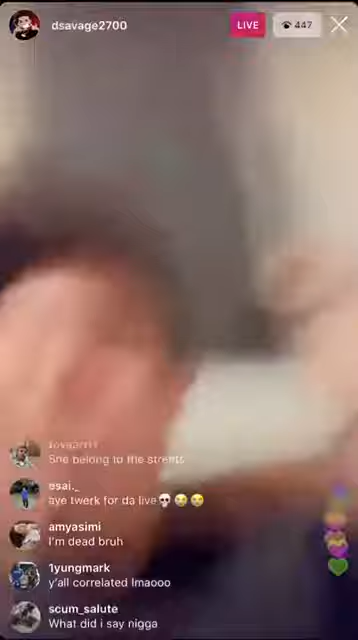 dsavage2700
LIVE
447
She belong to the streets
esai._
aye twerk for da live💀😭😭
amyasimi
I'm dead bruh
1yungmark
y'all correlated lmaooo
scum_salute
What did i say nigga